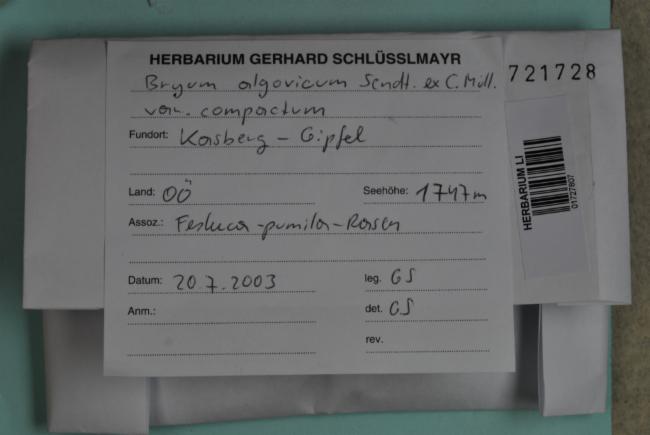 HERBARIUM GERHARD SCHLÜSSLMAYR
Bryum algovicum Sendt. ex C. Müll.
var. compactum
Fundort: Kasberg - Gipfel
Land: OÖ Seehöhe: 1747m
Assoz.: Festuca-pumila-Rasen
Datum: 20.7.2003 leg. GS
Anm.: det. GS
rev.
721728
HERBARIUM LI
01727807